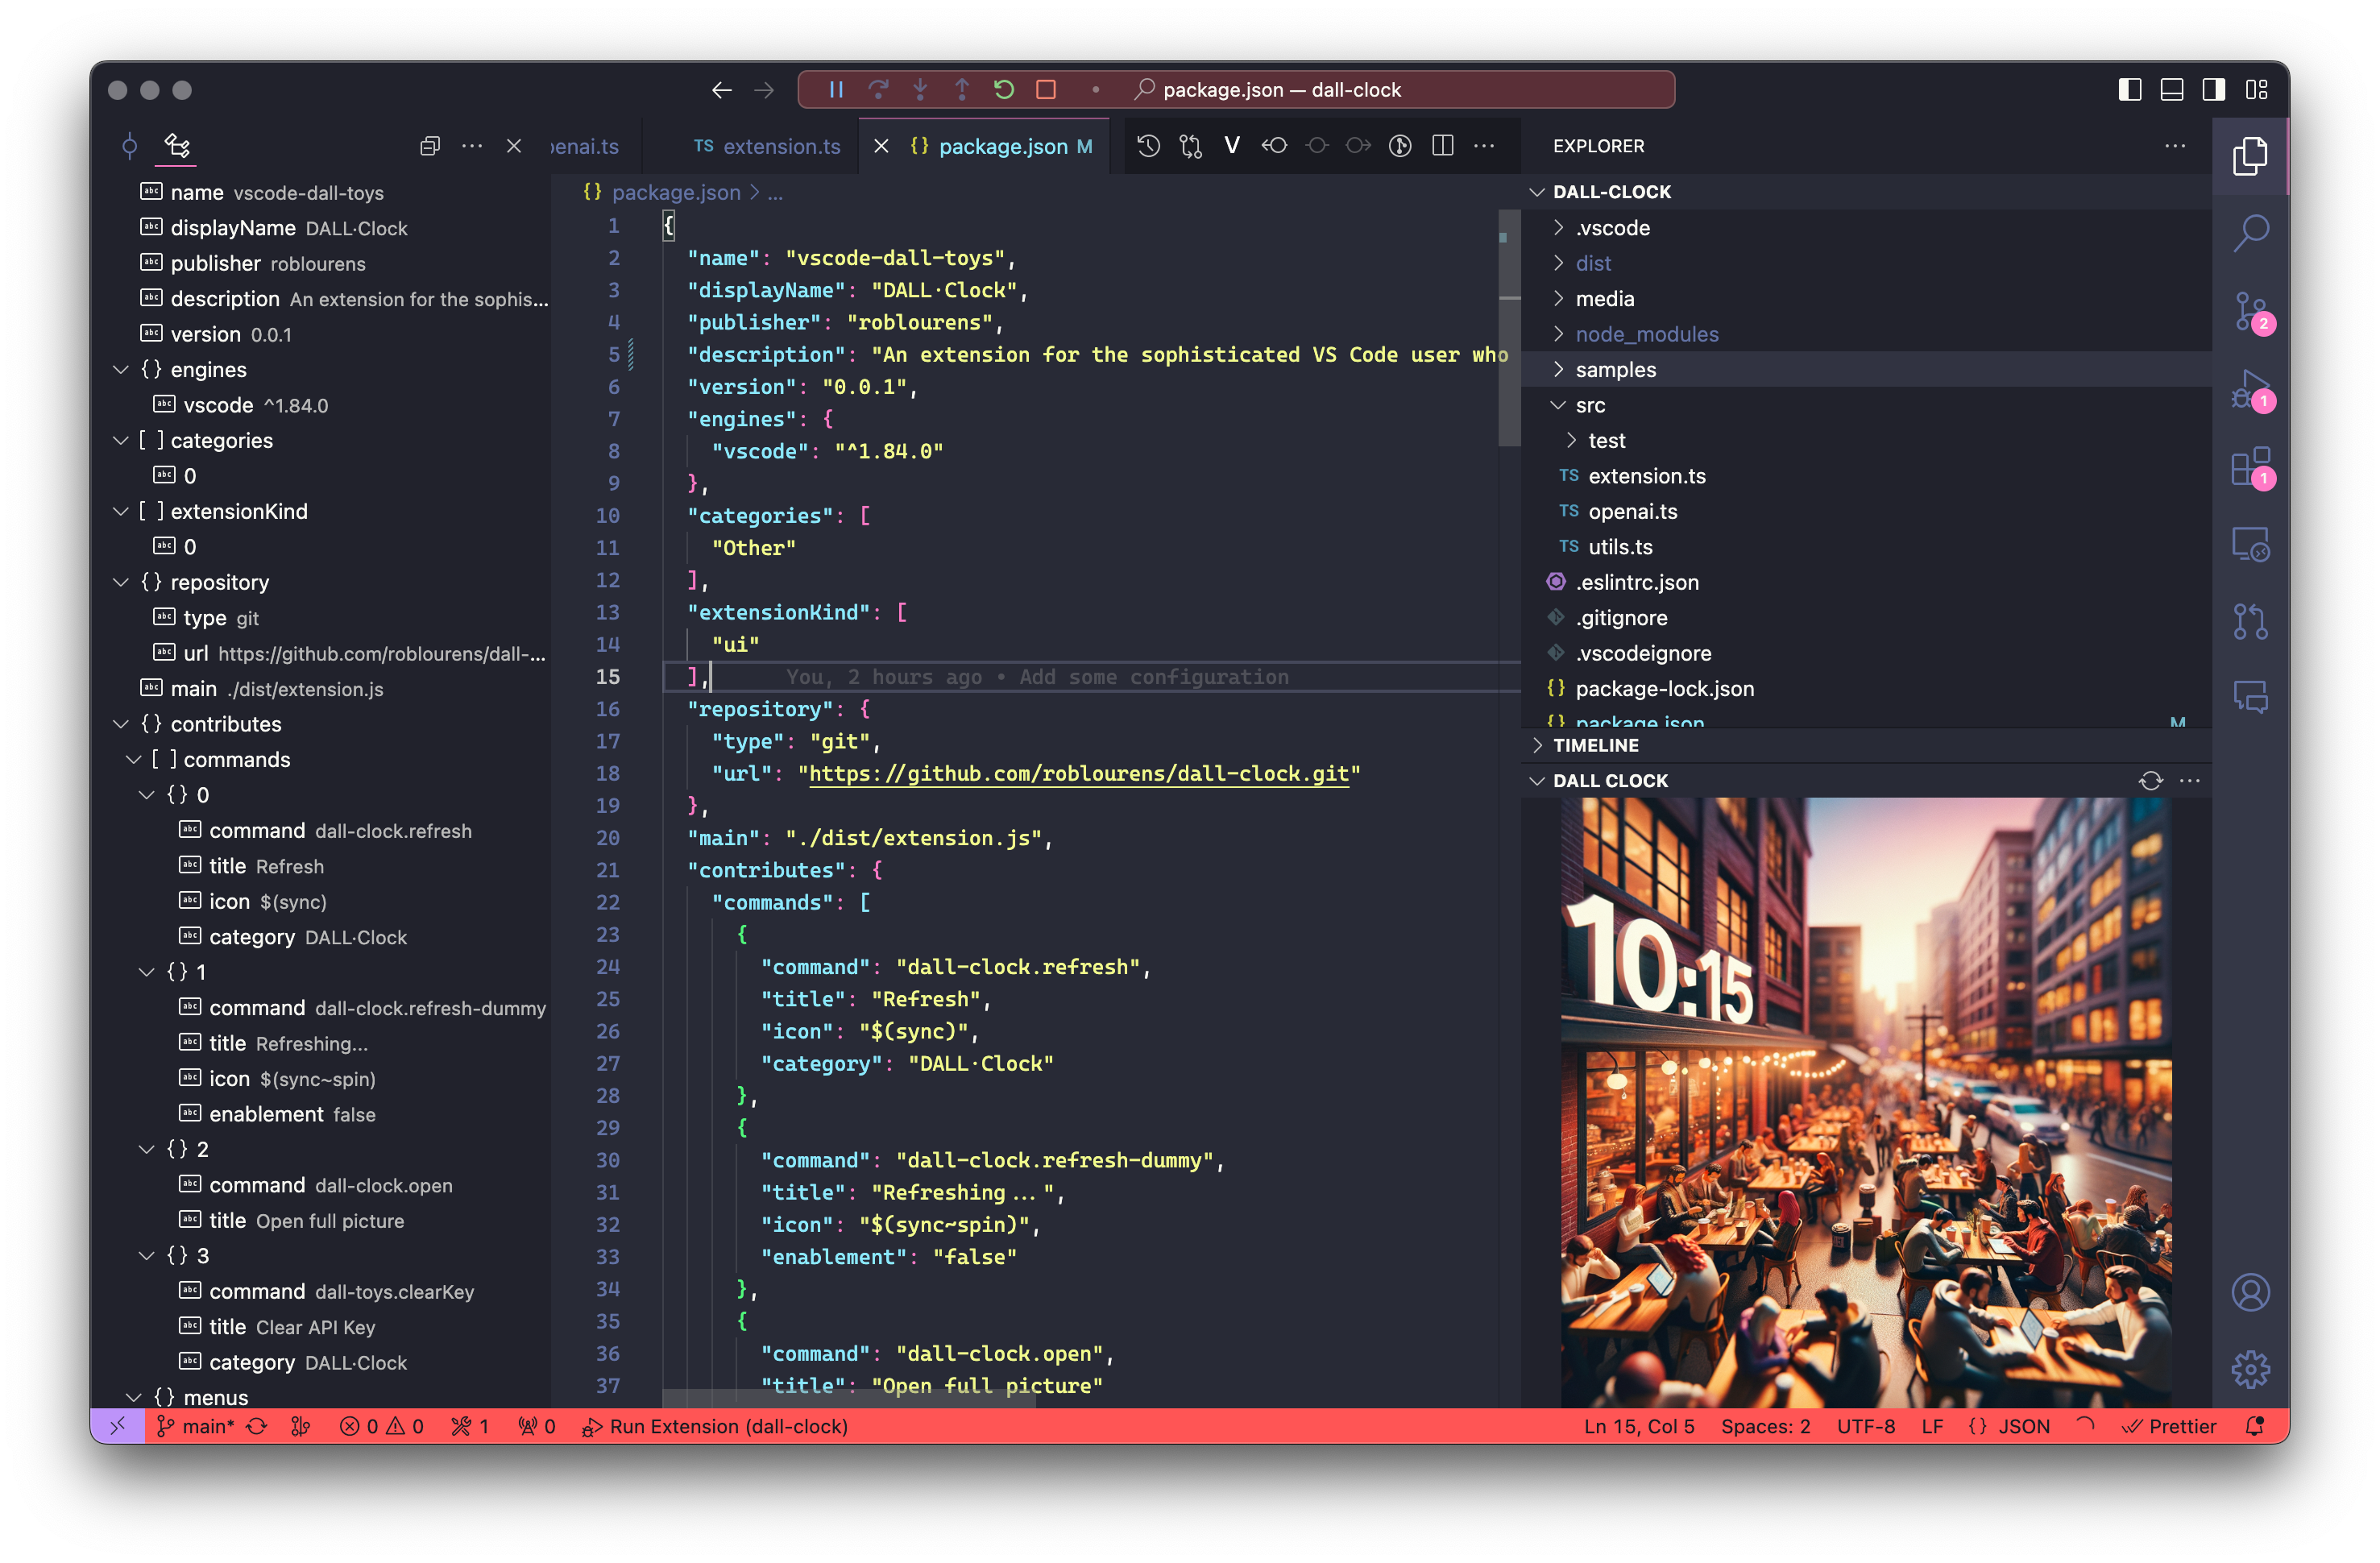 package.json — dall-clock
penai.ts
TS extension.ts
{} package.json M
name vscode-dall-toys
displayName DALL·Clock
publisher roblourens
description An extension for the sophis...
version 0.0.1
{} engines
vscode ^1.84.0
[ ] categories
0
[ ] extensionKind
0
{} repository
type git
url https://github.com/roblourens/dall-...
main ./dist/extension.js
{} contributes
[ ] commands
{} 0
command dall-clock.refresh
title Refresh
icon $(sync)
category DALL·Clock
{} 1
command dall-clock.refresh-dummy
title Refreshing...
icon $(sync~spin)
enablement false
{} 2
command dall-clock.open
title Open full picture
{} 3
command dall-toys.clearKey
title Clear API Key
category DALL·Clock
{} menus
{} package.json > ...
1 {
2 "name": "vscode-dall-toys",
3 "displayName": "DALL·Clock",
4 "publisher": "roblourens",
5 "description": "An extension for the sophisticated VS Code user who
6 "version": "0.0.1",
7 "engines": {
8 "vscode": "^1.84.0"
9 },
10 "categories": [
11 "Other"
12 ],
13 "extensionKind": [
14 "ui"
15 ], You, 2 hours ago • Add some configuration
16 "repository": {
17 "type": "git",
18 "url": "https://github.com/roblourens/dall-clock.git"
19 },
20 "main": "./dist/extension.js",
21 "contributes": {
22 "commands": [
23 {
24 "command": "dall-clock.refresh",
25 "title": "Refresh",
26 "icon": "$(sync)",
27 "category": "DALL·Clock"
28 },
29 {
30 "command": "dall-clock.refresh-dummy",
31 "title": "Refreshing...",
32 "icon": "$(sync~spin)",
33 "enablement": "false"
34 },
35 {
36 "command": "dall-clock.open",
37 "title": "Open full picture"
EXPLORER
DALL-CLOCK
.vscode
dist
media
node_modules
samples
src
test
TS extension.ts
TS openai.ts
TS utils.ts
.eslintrc.json
.gitignore
.vscodeignore
{} package-lock.json
{} package.json M
TIMELINE
DALL CLOCK
10:15
2
1
1
main* 0 0 1 0 Run Extension (dall-clock)
Ln 15, Col 5 Spaces: 2 UTF-8 LF {} JSON Prettier